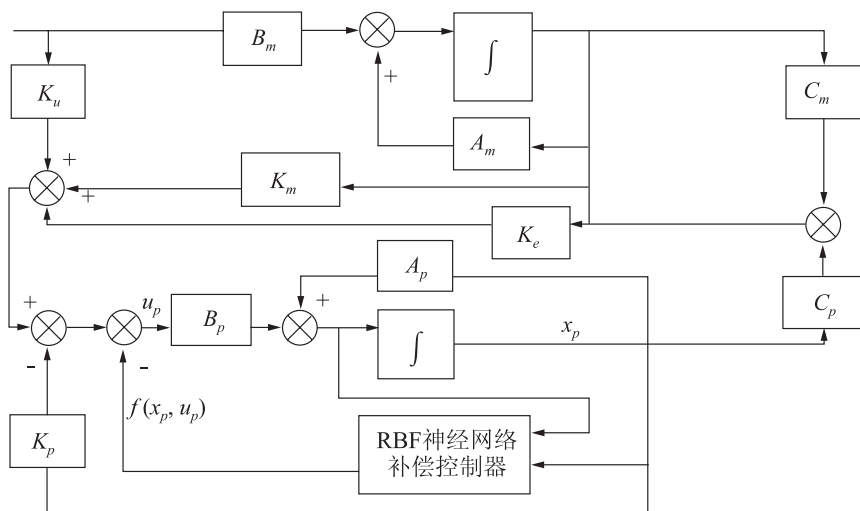 B_m
∫
K_u
+
C_m
A_m
+
+
K_m
K_e
A_p
+
u_p
+
B_p
C_p
x_p
∫
-
-
f(x_p, u_p)
K_p
RBF神经网络
补偿控制器